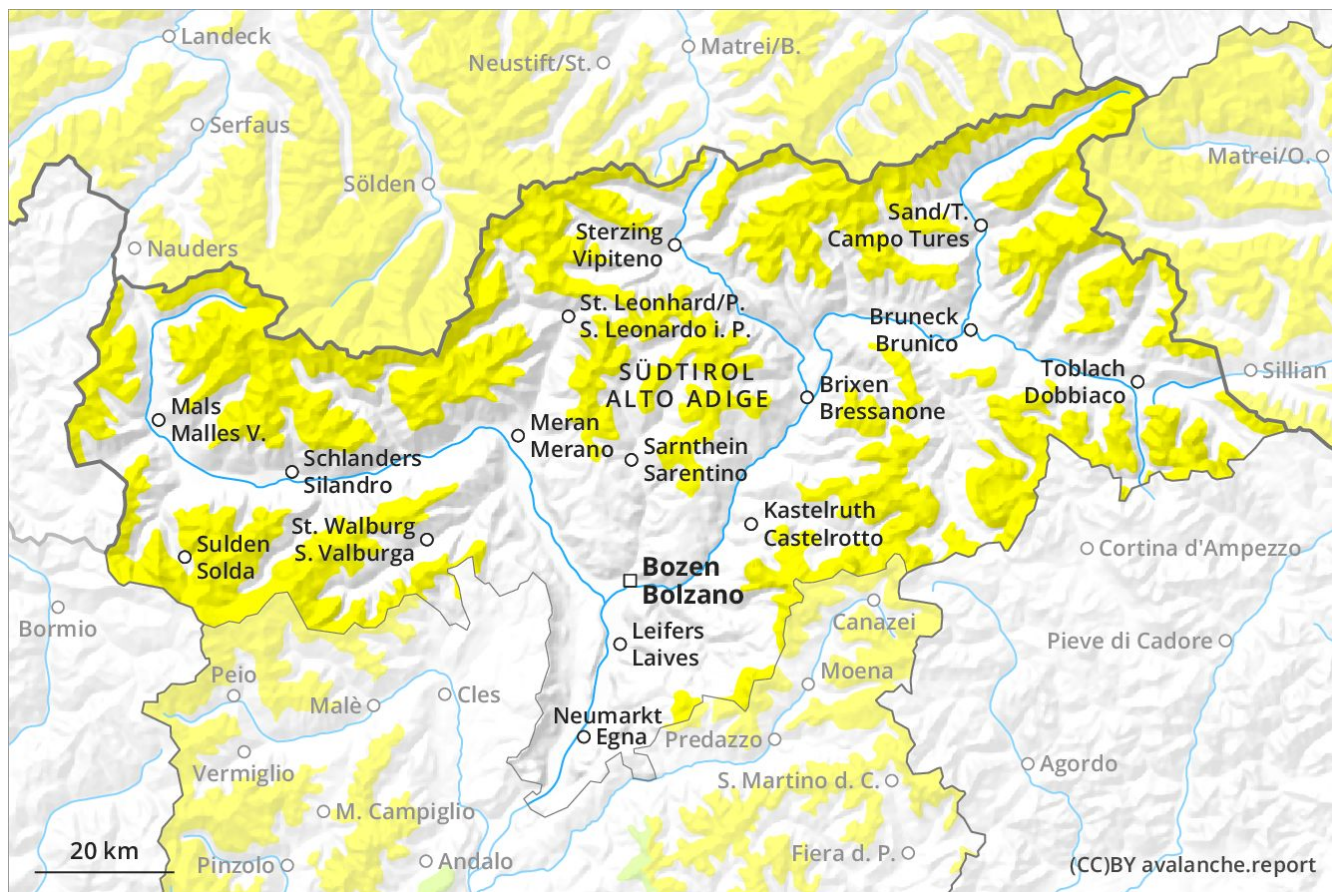 Landeck
Matrei/B.
Neustift/St.
Serfaus
Matrei/O.
Sölden
Sand/T.
Campo Tures
Sterzing
Vipiteno
Nauders
St. Leonhard/P.
S. Leonardo i. P.
Bruneck
Brunico
SÜDTIROL
ALTO ADIGE
Toblach
Dobbiaco
Sillian
Brixen
Bressanone
Mals
Malles V.
Meran
Merano
Sarnthein
Sarentino
Schlanders
Silandro
Kastelruth
Castelrotto
St. Walburg
S. Valburga
Sulden
Solda
Cortina d'Ampezzo
Bozen
Bolzano
Bormio
Canazei
Leifers
Laives
Pieve di Cadore
Moena
Peio
Malè
Cles
Neumarkt
Egna
Predazzo
Vermiglio
Agordo
S. Martino d. C.
M. Campiglio
20 km
Pinzolo
Andalo
Fiera d. P.
(CC)BY avalanche.report